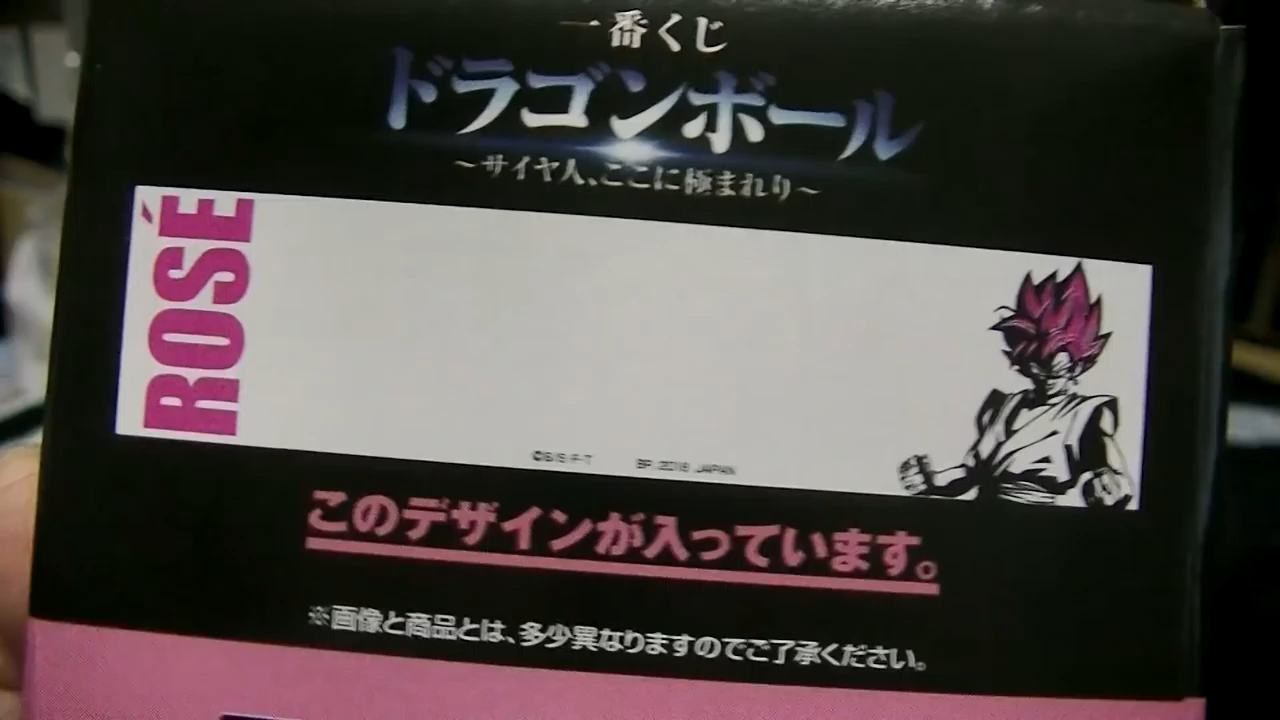 一番くじ
ドラゴンボール
～サイヤ人、ここに極まれり～
ROSÉ
©B/S F・T BP 2016 JAPAN
このデザインが入っています。
※画像と商品とは、多少異なりますのでご了承ください。